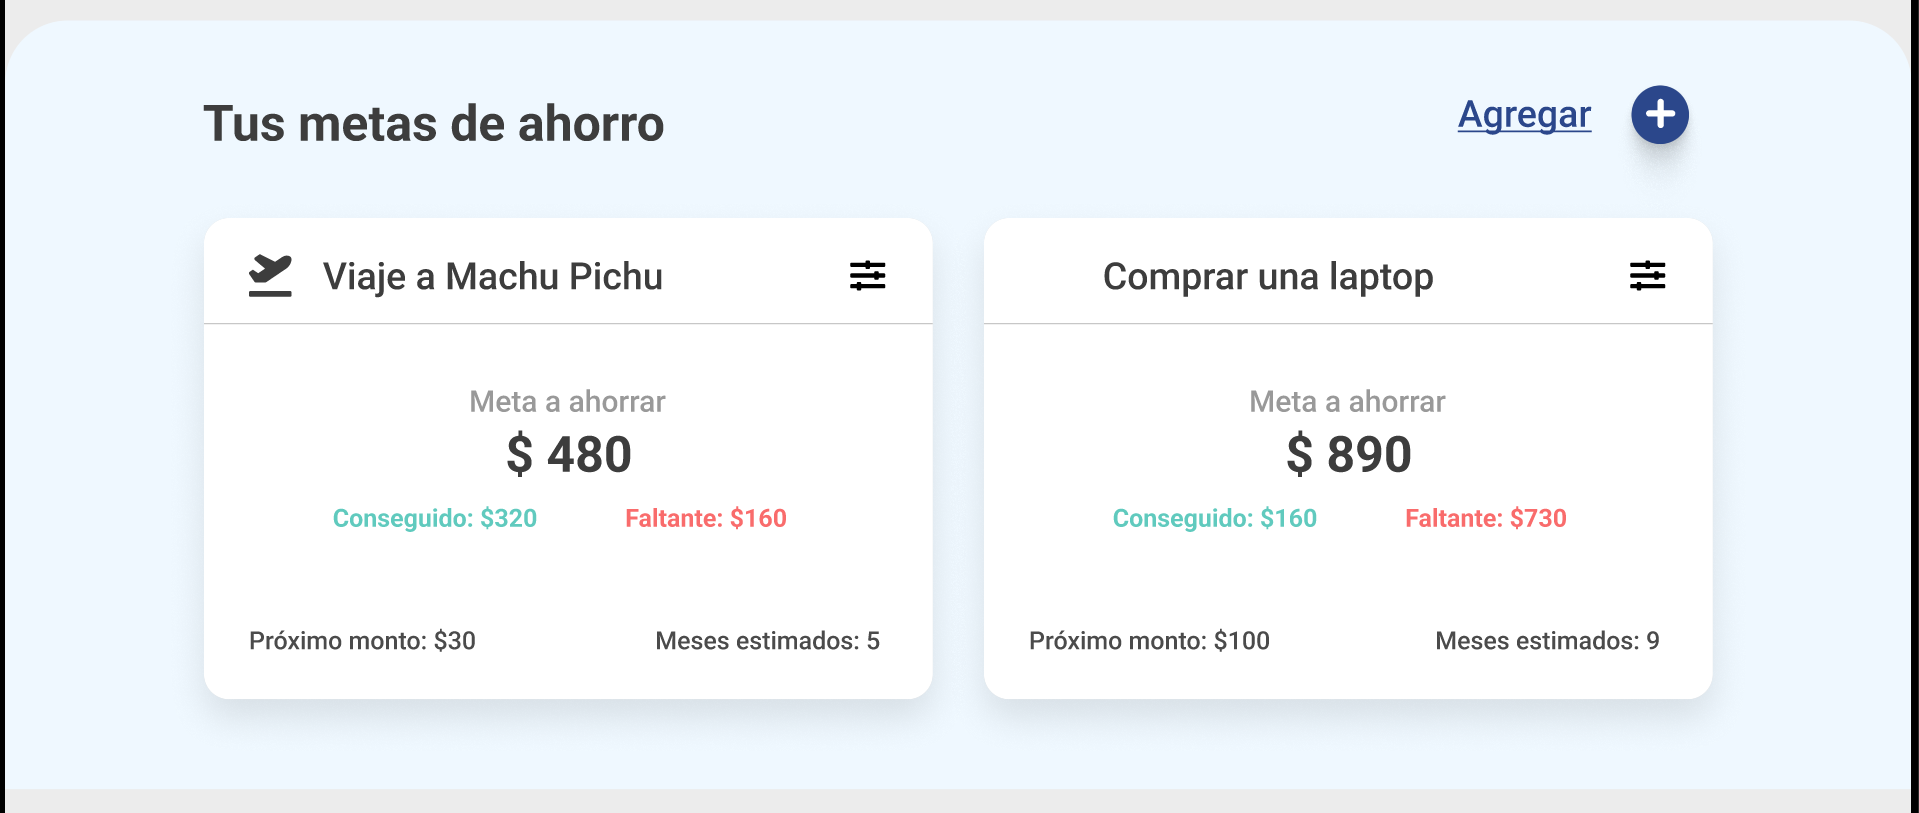 Tus metas de ahorro
Agregar
Viaje a Machu Pichu
Meta a ahorrar
$ 480
Conseguido: $320 Faltante: $160
Próximo monto: $30 Meses estimados: 5
Comprar una laptop
Meta a ahorrar
$ 890
Conseguido: $160 Faltante: $730
Próximo monto: $100 Meses estimados: 9